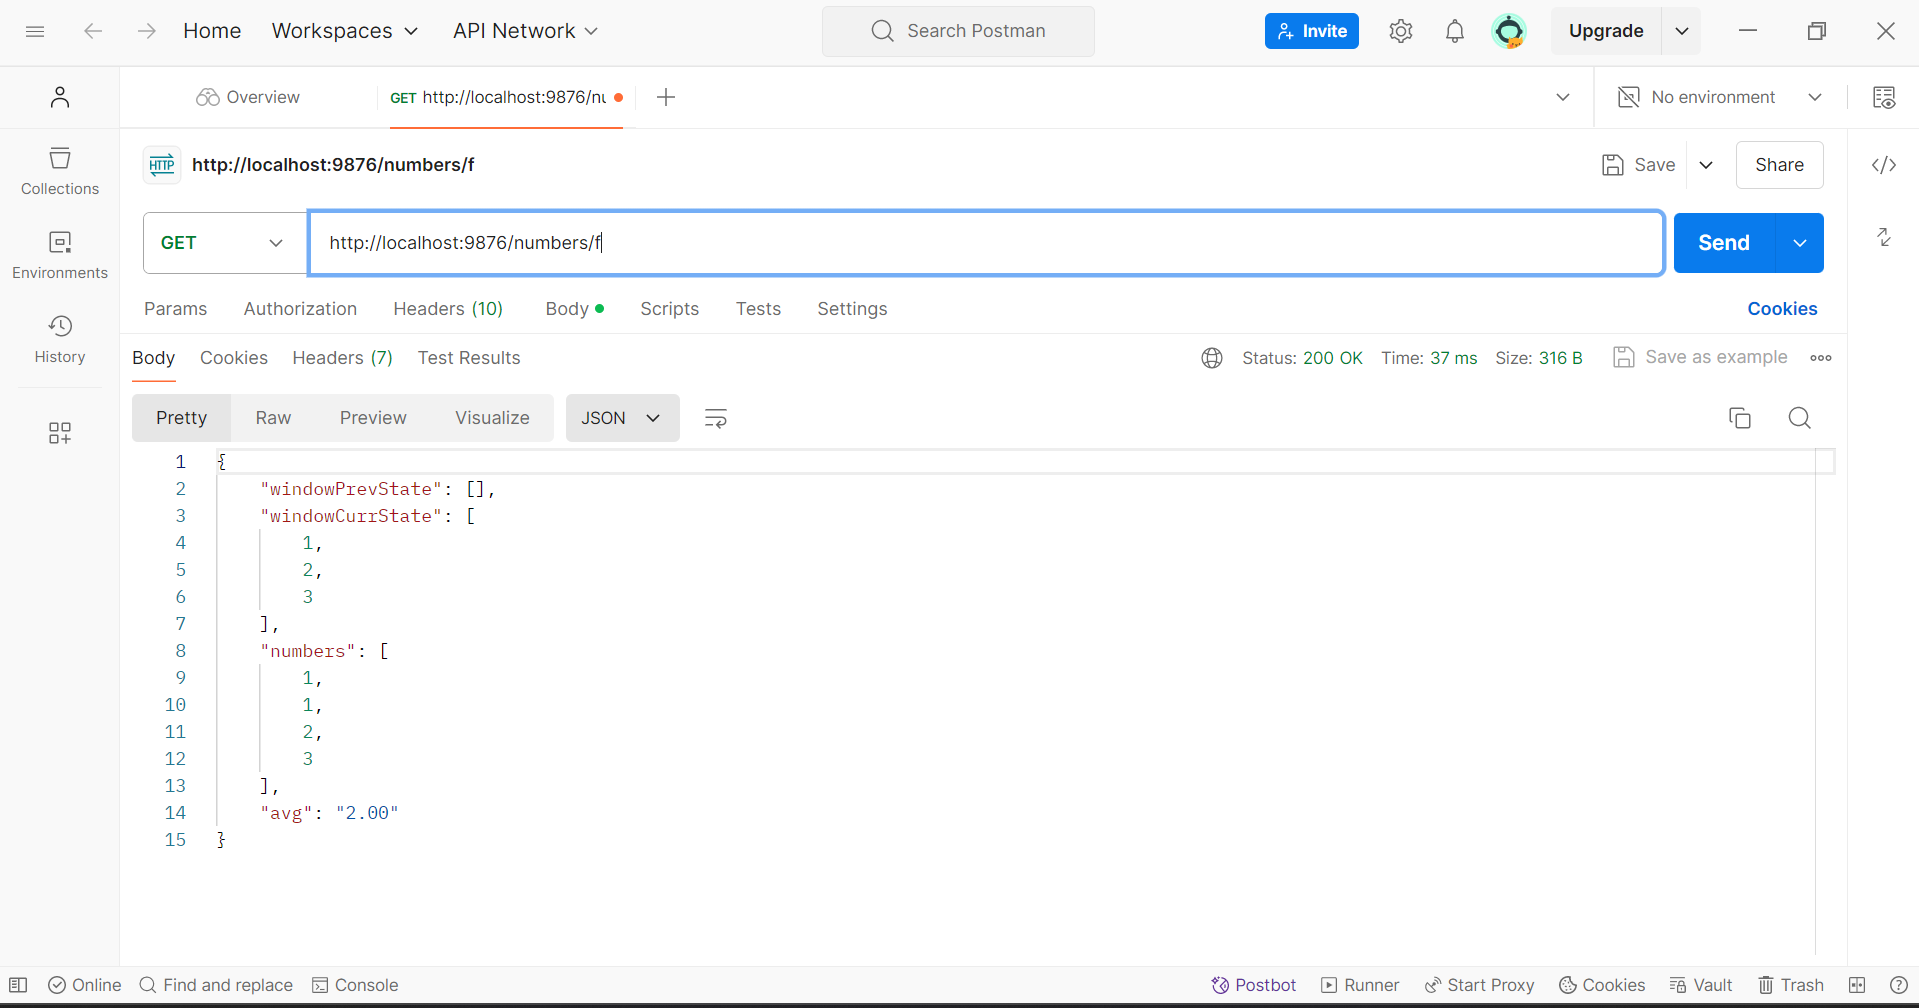 Home Workspaces API Network Search Postman Invite Upgrade
Overview GET http://localhost:9876/nu No environment
HTTP http://localhost:9876/numbers/f Save Share
Collections
GET http://localhost:9876/numbers/f Send
Environments
Params Authorization Headers (10) Body Scripts Tests Settings Cookies
History
Body Cookies Headers (7) Test Results Status: 200 OK Time: 37 ms Size: 316 B Save as example
Pretty Raw Preview Visualize JSON
1 {
2 "windowPrevState": [],
3 "windowCurrState": [
4 1,
5 2,
6 3
7 ],
8 "numbers": [
9 1,
10 1,
11 2,
12 3
13 ],
14 "avg": "2.00"
15 }
Online Find and replace Console Postbot Runner Start Proxy Cookies Vault Trash